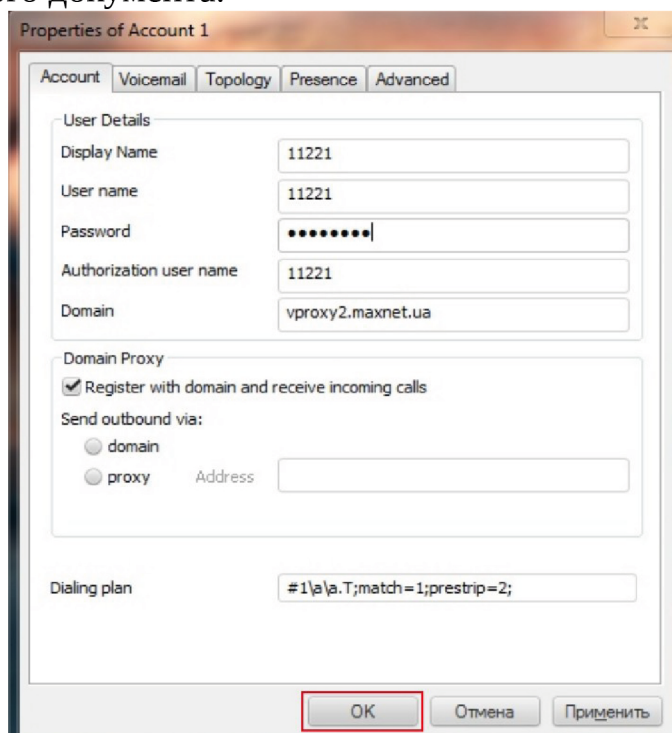 го документа.
Properties of Account 1
Account Voicemail Topology Presence Advanced
User Details
Display Name 11221
User name 11221
Password ••••••••
Authorization user name 11221
Domain vproxy2.maxnet.ua
Domain Proxy
Register with domain and receive incoming calls
Send outbound via:
domain
proxy Address
Dialing plan #1\a\a.T;match=1;prestrip=2;
OK Отмена Применить